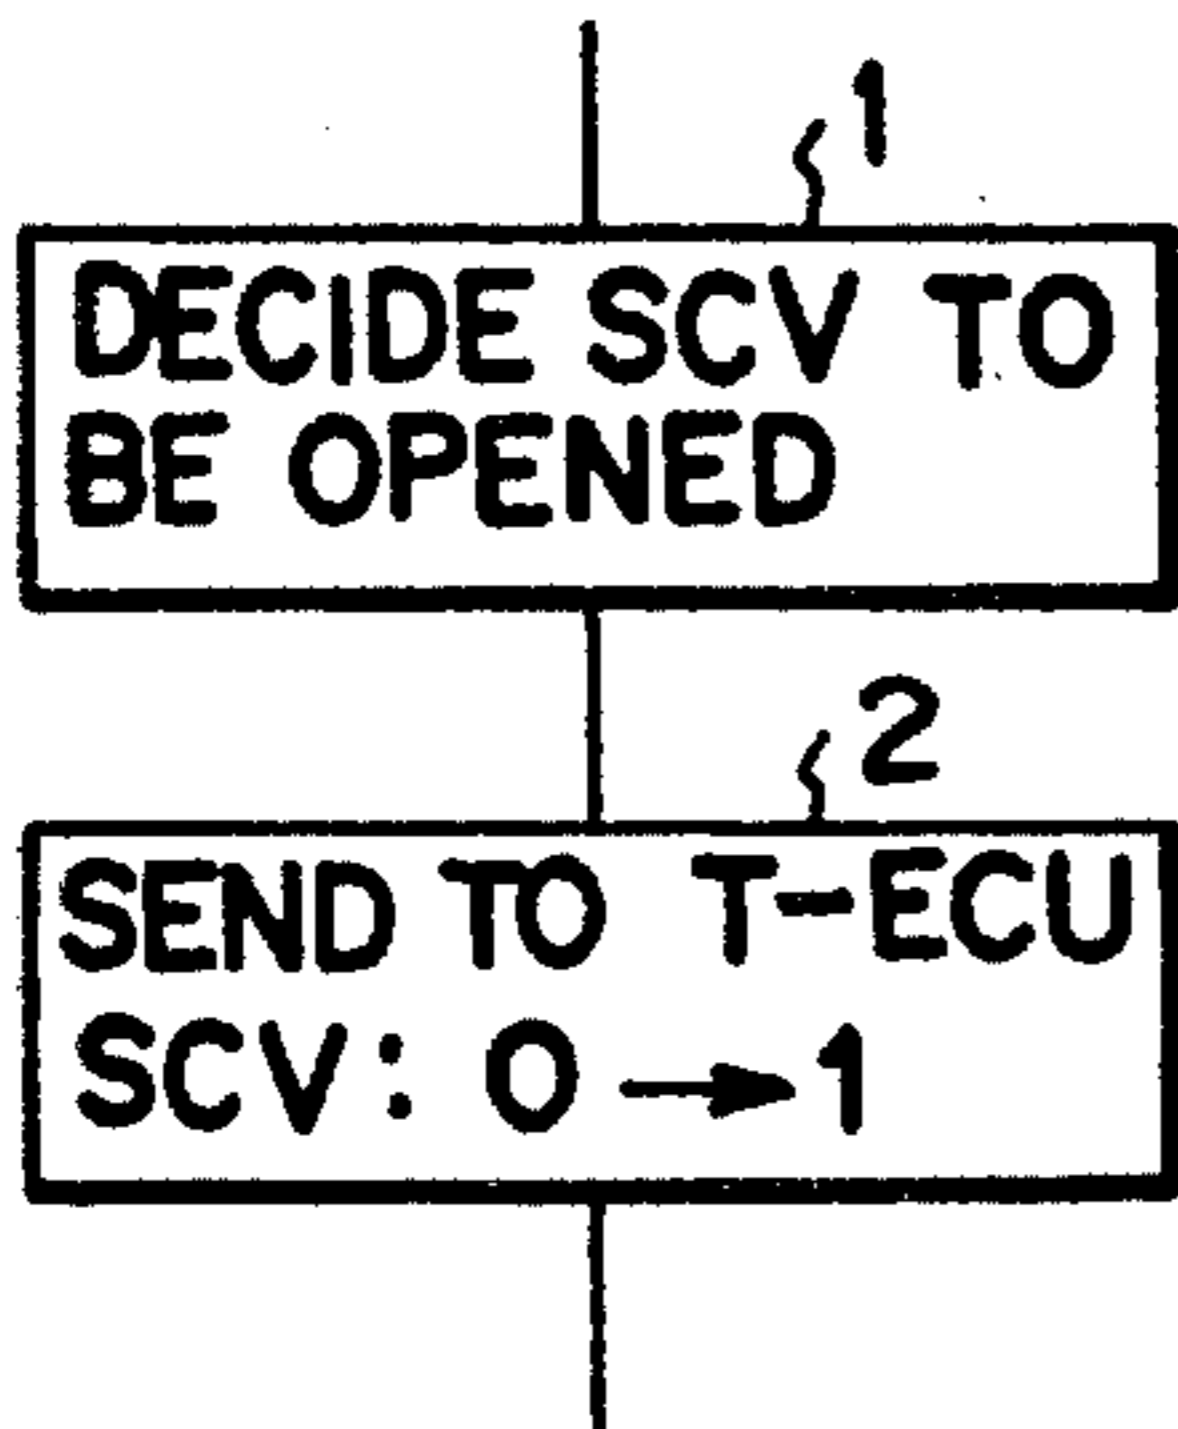 1
DECIDE SCV TO
BE OPENED
2
SEND TO T-ECU
SCV: 0 → 1